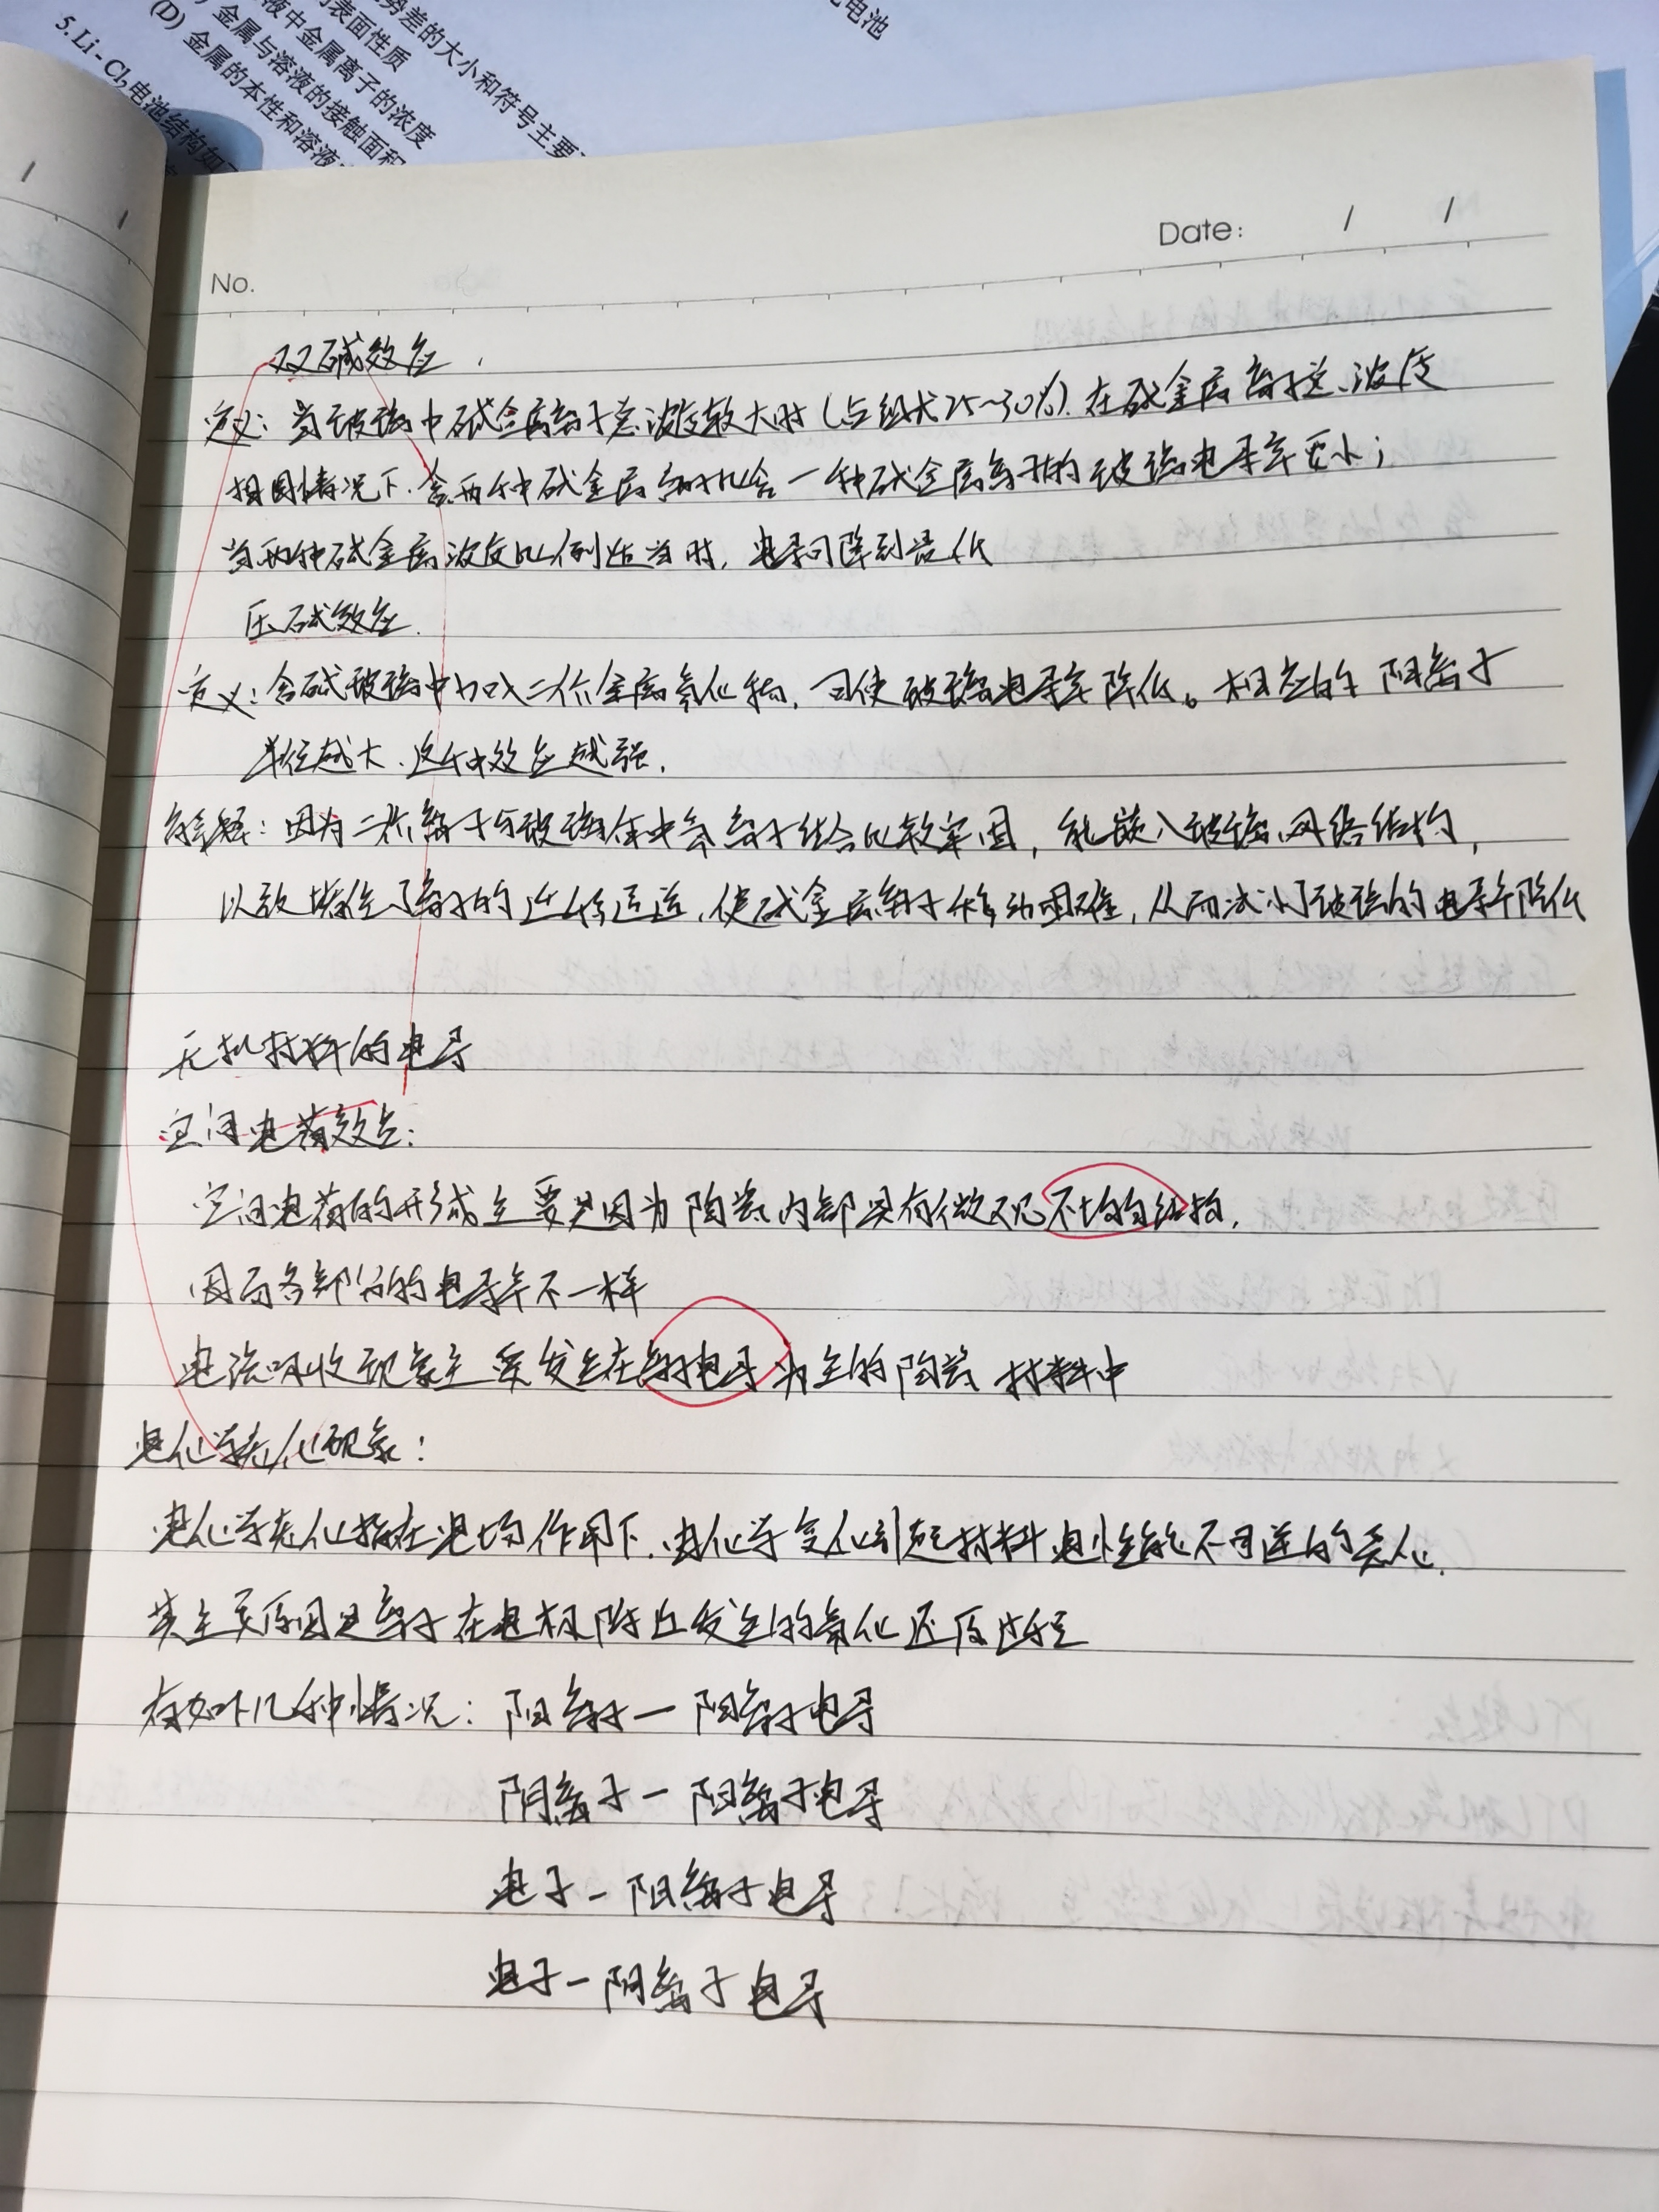 势差的大小和符号主要
表面性质
液中金属离子的浓度
金属与溶液的接触面积
(D) 金属的本性和溶液
5. Li-Cl₂电池结构如
电池
Date: / /
No.
双碱效应
定义: 当玻璃中碱金属离子总浓度较大时(占组成25~30%).在碱金属离子总浓度
相同情况下.含两种碱金属离子比含一种碱金属离子的玻璃电导率要小;
当两种碱金属浓度比例适当时, 电导可降到最低
压碱效应.
定义: 含碱玻璃中加入二价金属氧化物, 可使玻璃电导率降低。相应的阳离子
半径越大.这种效应越强.
解释: 因为二价离子与玻璃体中氧离子结合比较牢固, 能嵌入玻璃网络结构,
以致堵住了离子的迁移通道,使碱金属离子移动困难, 从而减小了玻璃的电导率降低
无机材料的电导
空间电荷效应:
空间电荷的形成主要是因为陶瓷内部具有微观不均匀结构,
因而各部分的电导率不一样
电流吸收现象主要发生在离子电导为主的陶瓷材料中
电化学老化现象:
电化学老化指在电场作用下.电化学变化引起材料电性能不可逆的老化.
其主要原因是离子在电极附近发生的氧化还原过程
有如下几种情况: 阳离子—阳离子电导
阴离子—阳离子电导
电子—阳离子电导
电子—阴离子电导